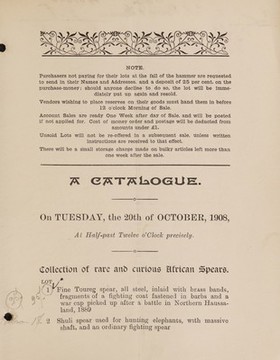 NOTE.
Purchasers not paying for their lots at the fall of the hammer are requested
to send in their Names and Addresses, and a deposit of 25 per cent. on the
purchase-money: should anyone decline to do so, the lot will be imme-
diately put up again and resold.
Vendors wishing to place reserves on their goods must hand them in before
12 o'clock Morning of Sale.
Account Sales are ready One Week after Day of Sale, and will be posted
if not applied for. Cost of money order and postage will be deducted from
amounts under £1.
Unsold Lots will not be re-offered in a subsequent sale, unless written
instructions are received to that effect.
There will be a small storage charge made on bulky articles left more than
one week after the sale.
A CATALOGUE.
On TUESDAY, the 20th of OCTOBER, 1908,
At Half-past Twelve o'Clock precisely.
Collection of rare and curious African Spears.
LOT
1 Fine Toureg spear, all steel, inlaid with brass bands,
fragments of a fighting coat fastened in barbs and a
war cap picked up after a battle in Northern Haussa-
land, 1889
2 Shuli spear used for hunting elephants, with massive
shaft, and an ordinary fighting spear